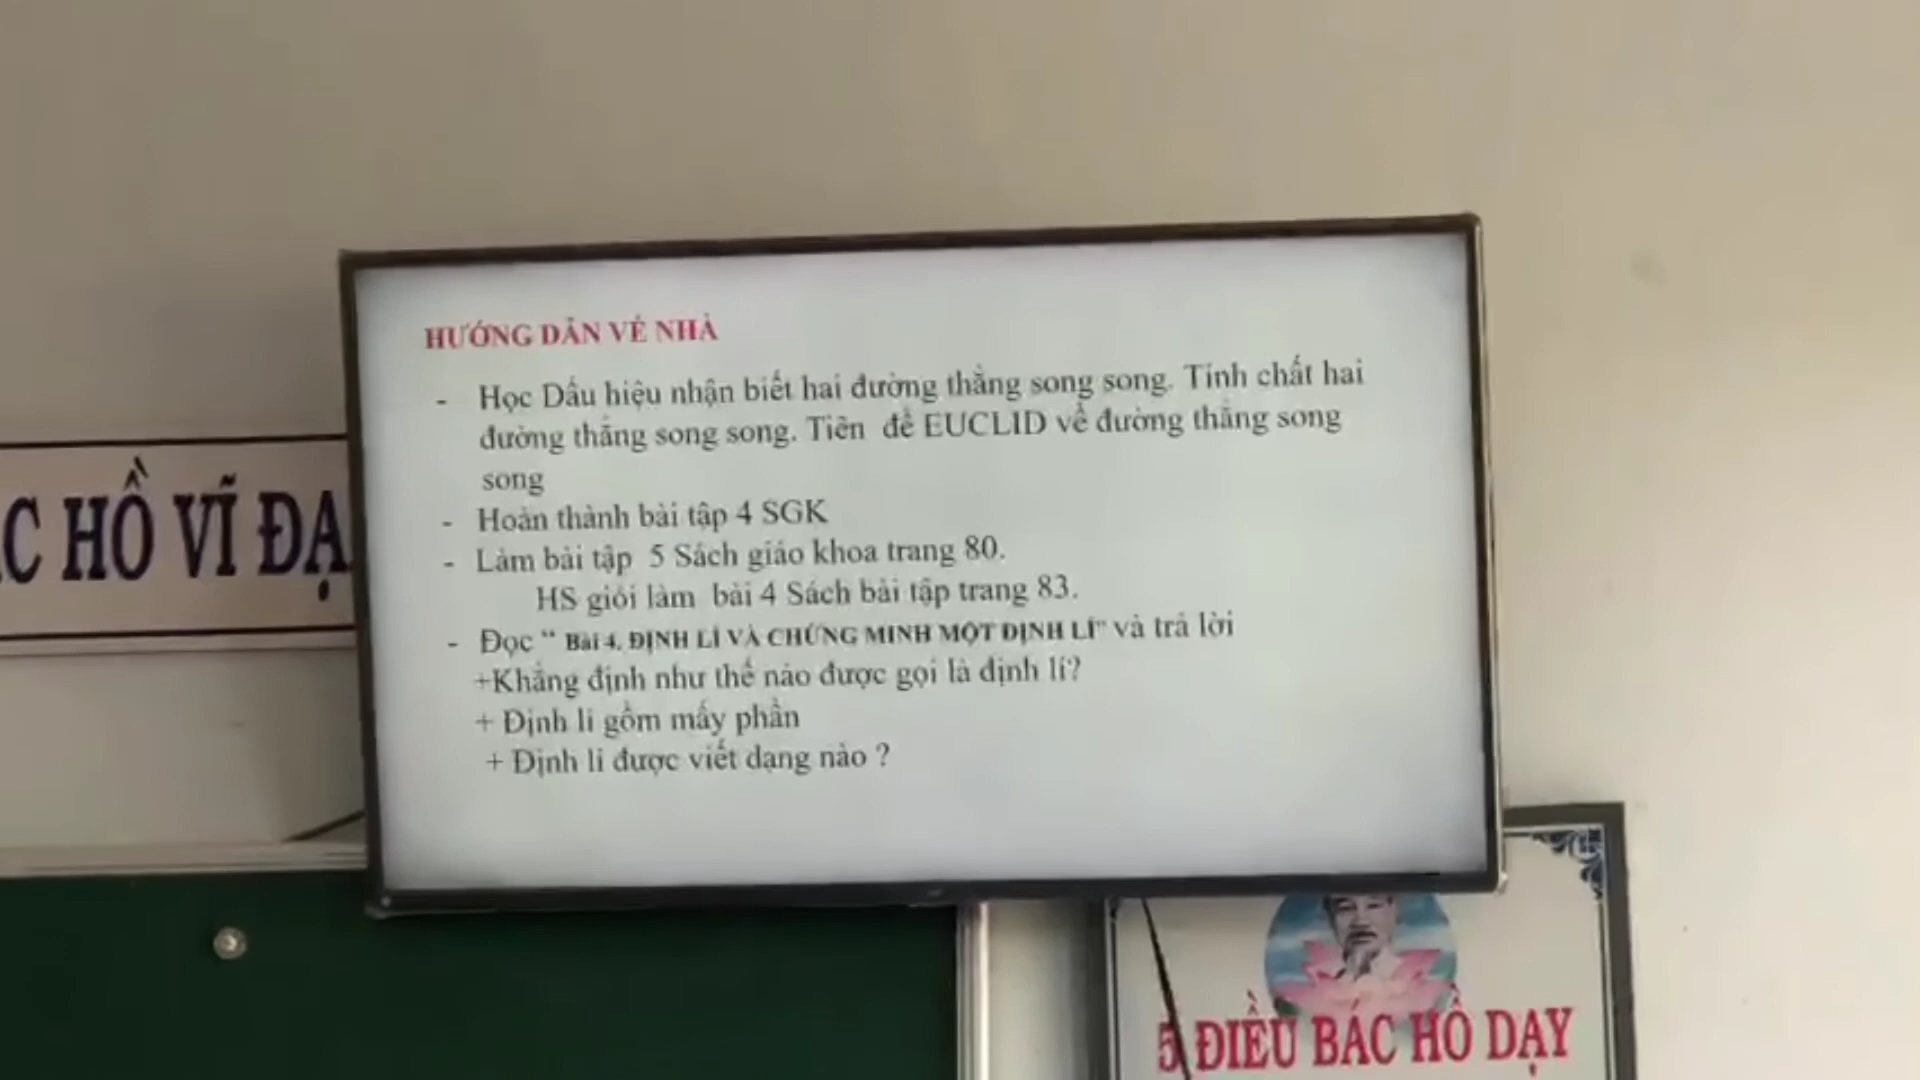 HƯỚNG DẪN VỀ NHÀ
- Học Dấu hiệu nhận biết hai đường thẳng song song. Tính chất hai
đường thẳng song song. Tiên đề EUCLID về đường thẳng song
song
- Hoàn thành bài tập 4 SGK
- Làm bài tập 5 Sách giáo khoa trang 80.
HS giỏi làm bài 4 Sách bài tập trang 83.
- Đọc “ Bài 4. ĐỊNH LÍ VÀ CHỨNG MINH MỘT ĐỊNH LÍ” và trả lời
+Khẳng định như thế nào được gọi là định lí?
+ Định lí gồm mấy phần
+ Định lí được viết dạng nào ?
C HỒ VĨ ĐẠ
5 ĐIỀU BÁC HỒ DẠY